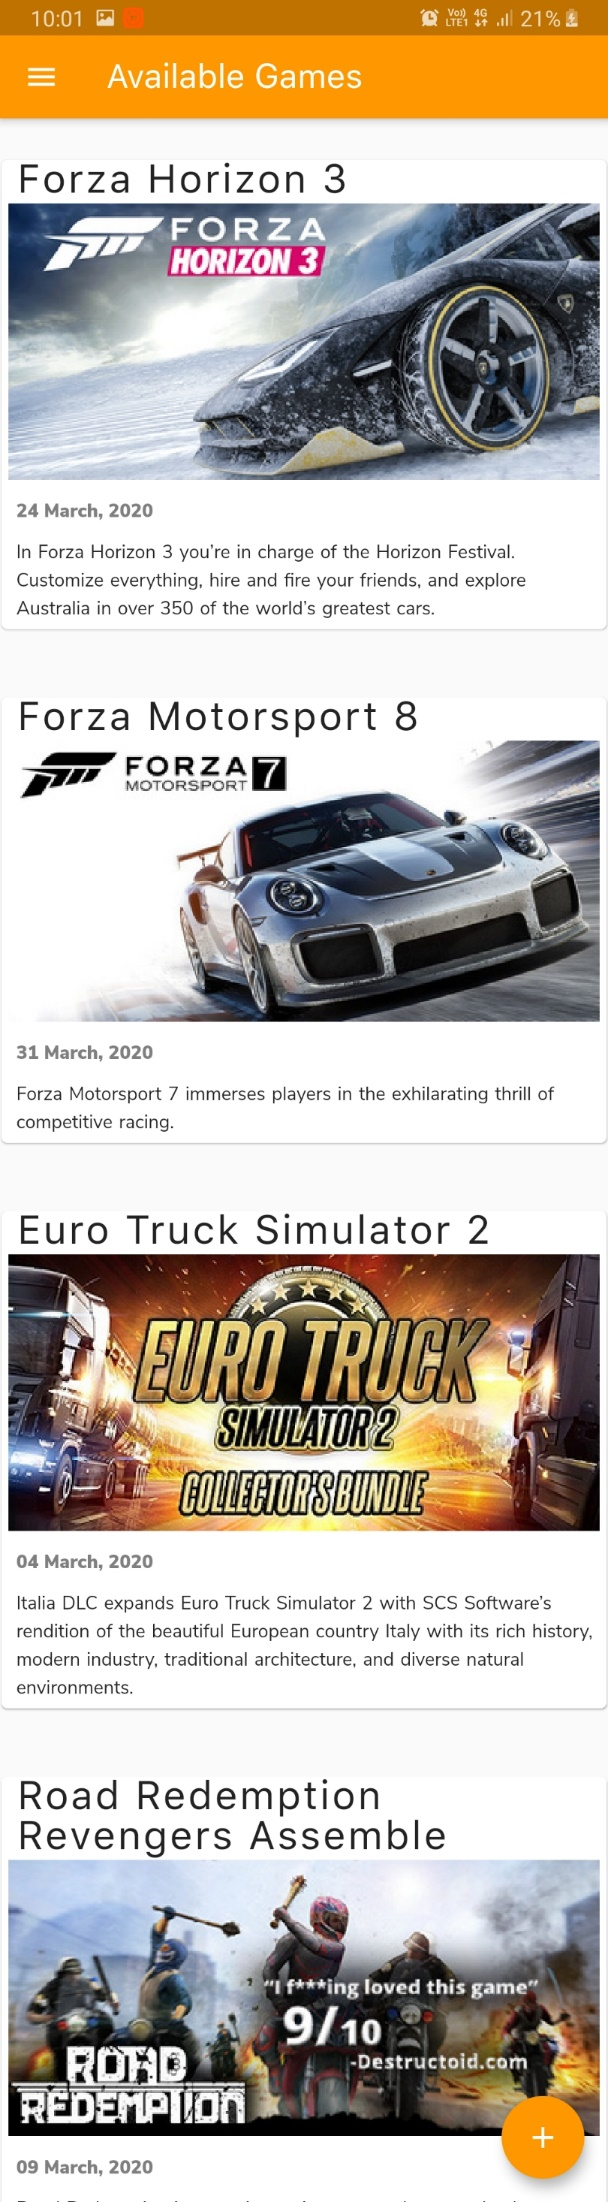 10:01 Vo) LTE1 4G 21%
Available Games
Forza Horizon 3
FORZA
HORIZON 3
24 March, 2020
In Forza Horizon 3 you’re in charge of the Horizon Festival.
Customize everything, hire and fire your friends, and explore
Australia in over 350 of the world’s greatest cars.
Forza Motorsport 8
FORZA
MOTORSPORT 7
31 March, 2020
Forza Motorsport 7 immerses players in the exhilarating thrill of
competitive racing.
Euro Truck Simulator 2
EURO TRUCK
SIMULATOR 2
COLLECTOR'S BUNDLE
04 March, 2020
Italia DLC expands Euro Truck Simulator 2 with SCS Software’s
rendition of the beautiful European country Italy with its rich history,
modern industry, traditional architecture, and diverse natural
environments.
Road Redemption
Revengers Assemble
“I f***ing loved this game”
9/10
-Destructoid.com
ROAD
REDEMPTION
09 March, 2020